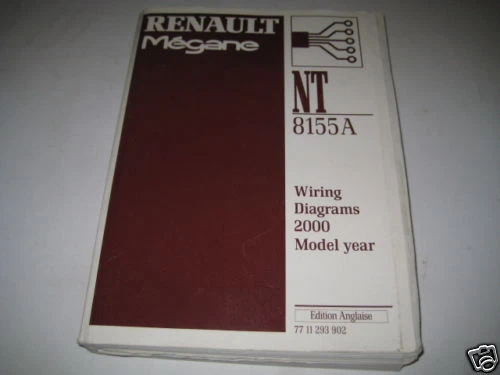 RENAULT
Mégane
NT
8155A
Wiring
Diagrams
2000
Model year
Edition Anglaise
77 11 293 902